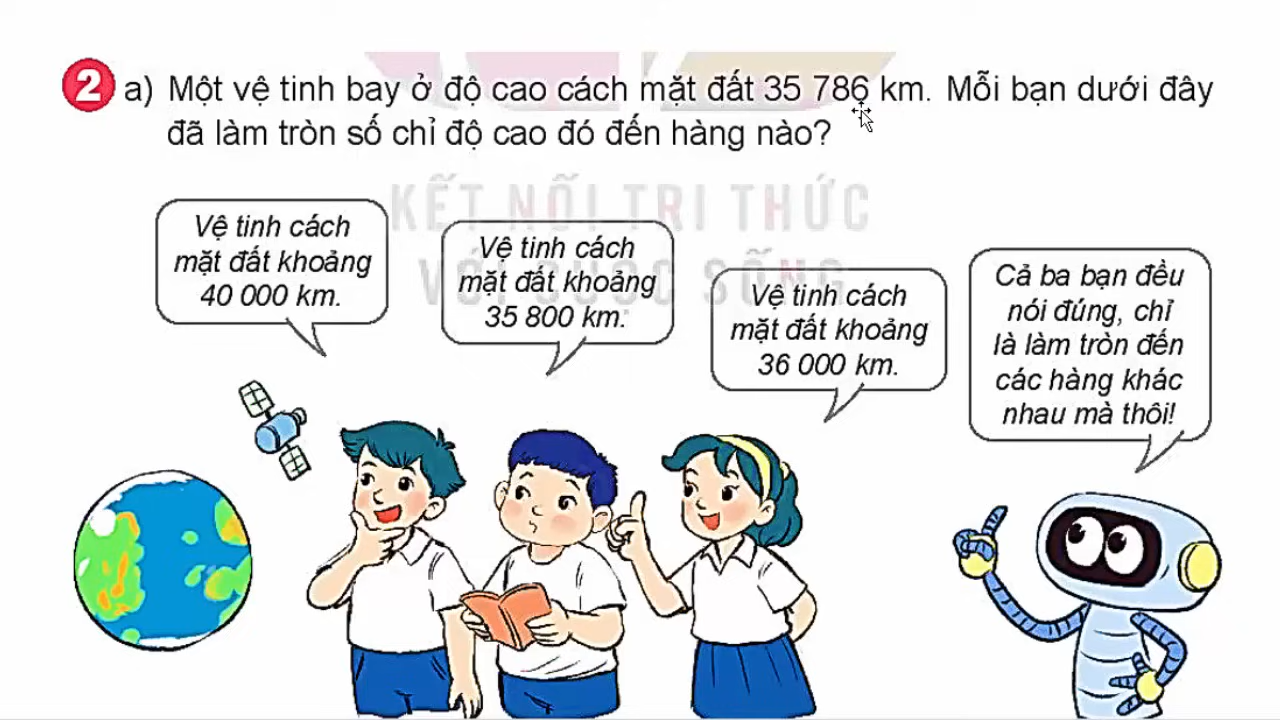 2 a) Một vệ tinh bay ở độ cao cách mặt đất 35 786 km. Mỗi bạn dưới đây
đã làm tròn số chỉ độ cao đó đến hàng nào?
KẾT NỐI TRI THỨC
VỚI CUỘC SỐNG
Vệ tinh cách
mặt đất khoảng
40 000 km.
Vệ tinh cách
mặt đất khoảng
35 800 km.
Vệ tinh cách
mặt đất khoảng
36 000 km.
Cả ba bạn đều
nói đúng, chỉ
là làm tròn đến
các hàng khác
nhau mà thôi!